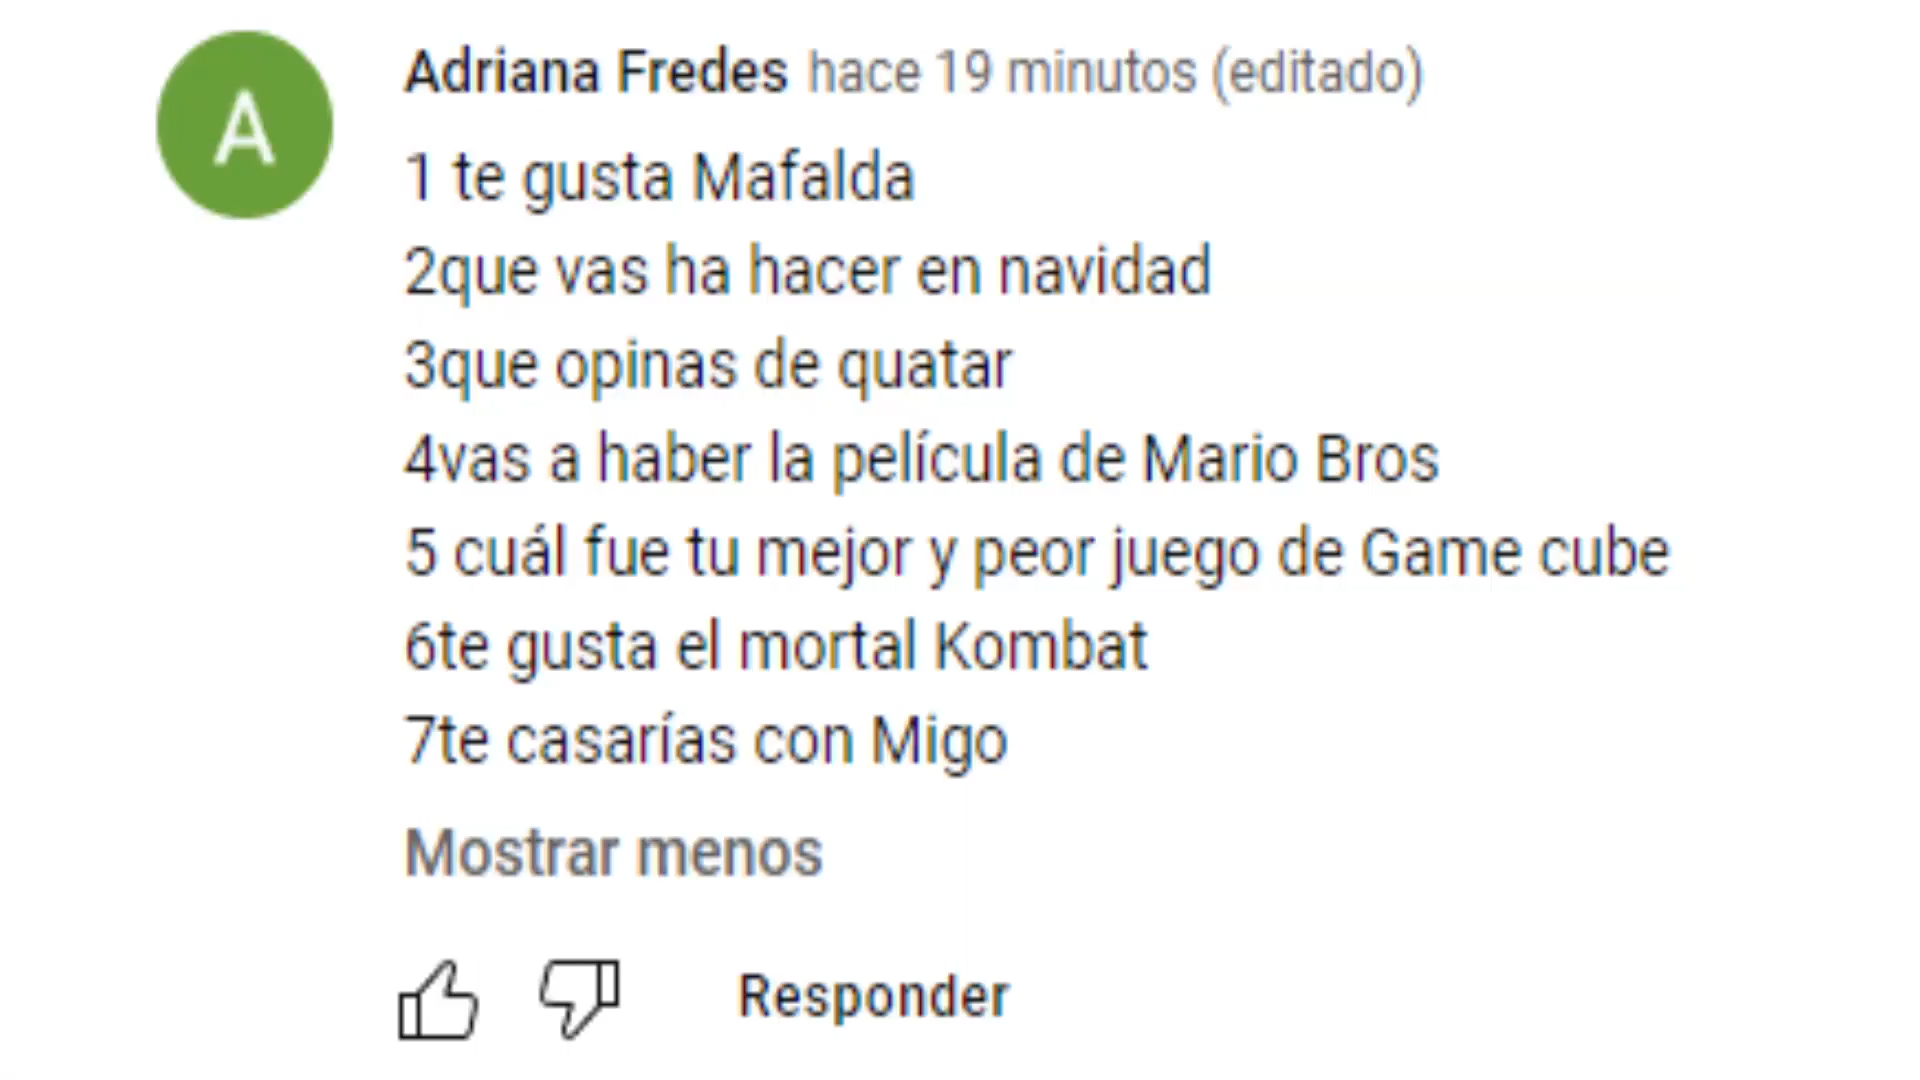 A
Adriana Fredes hace 19 minutos (editado)
1 te gusta Mafalda
2que vas ha hacer en navidad
3que opinas de quatar
4vas a haber la película de Mario Bros
5 cuál fue tu mejor y peor juego de Game cube
6te gusta el mortal Kombat
7te casarías con Migo
Mostrar menos
Responder